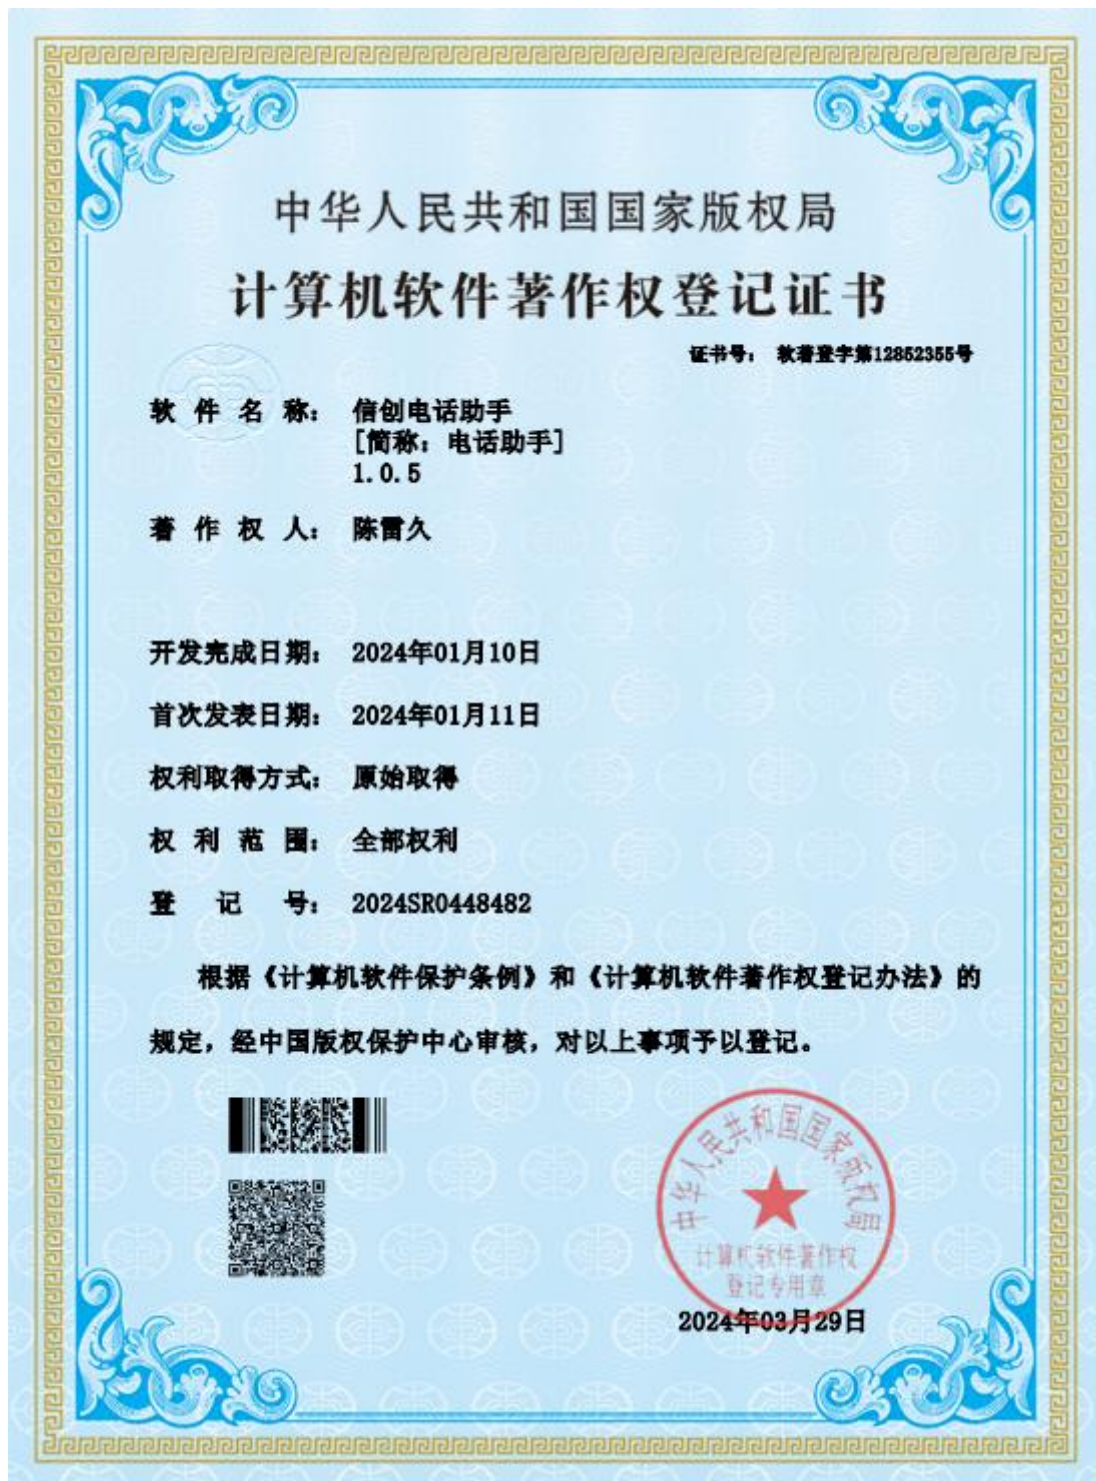 中华人民共和国国家版权局
计算机软件著作权登记证书
证书号： 软著登字第12852355号
软件名称： 信创电话助手
[简称：电话助手]
1.0.5
著作权人： 陈雷久
开发完成日期： 2024年01月10日
首次发表日期： 2024年01月11日
权利取得方式： 原始取得
权利范围： 全部权利
登记号： 2024SR0448482
根据《计算机软件保护条例》和《计算机软件著作权登记办法》的
规定，经中国版权保护中心审核，对以上事项予以登记。
中华人民共和国国家版权局
计算机软件著作权
登记专用章
2024年03月29日